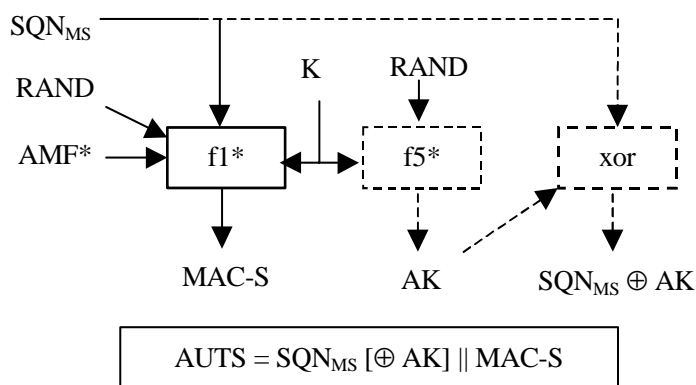 SQN_MS
K
RAND
RAND
AMF*
f1*
f5*
xor
MAC-S
AK
SQN_MS ⊕ AK
AUTS = SQN_MS [⊕ AK] || MAC-S